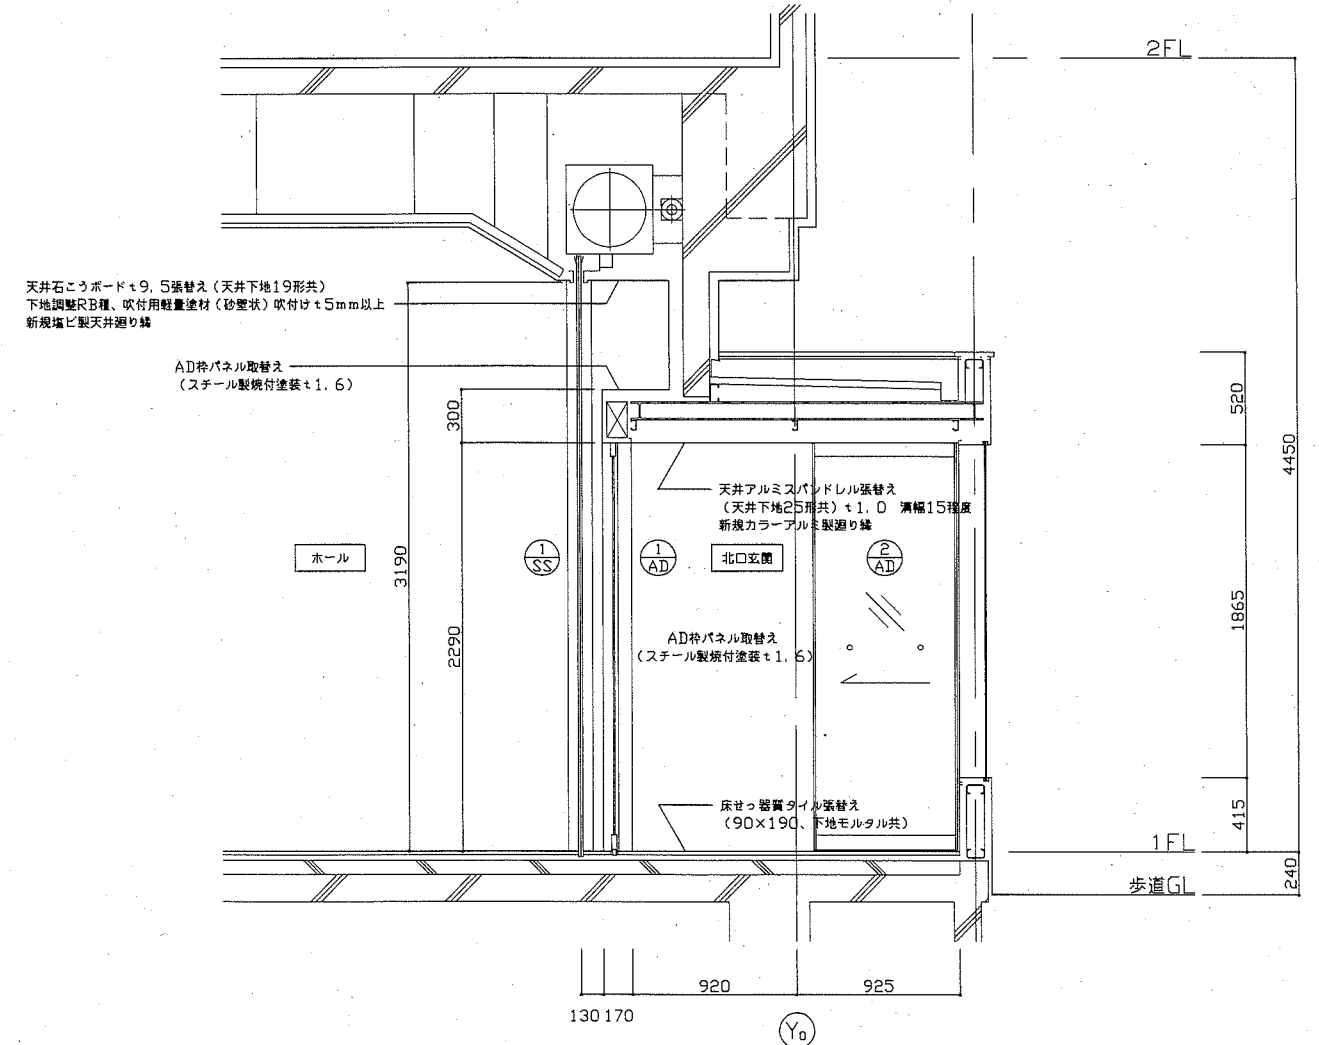 2FL
天井石こうボードt9,5張替え(天井下地19形共)
下地調整RB種、吹付用軽量塗材(砂壁状)吹付けt5mm以上
新規塩ビ製天井廻り縁
AD枠パネル取替え
(スチール製焼付塗装t1,6)
300
520
4450
天井アルミスパンドレル張替え
(天井下地25形共)t1,0 溝幅15程度
新規カラーアルミ製廻り縁
ホール
3190
1
SS
1
AD
北口玄関
2
AD
2290
1865
AD枠パネル取替え
(スチール製焼付塗装t1,6)
床せっ器質タイル張替え
(90×190、下地モルタル共)
415
1FL
240
歩道GL
920
925
130
170
Y0